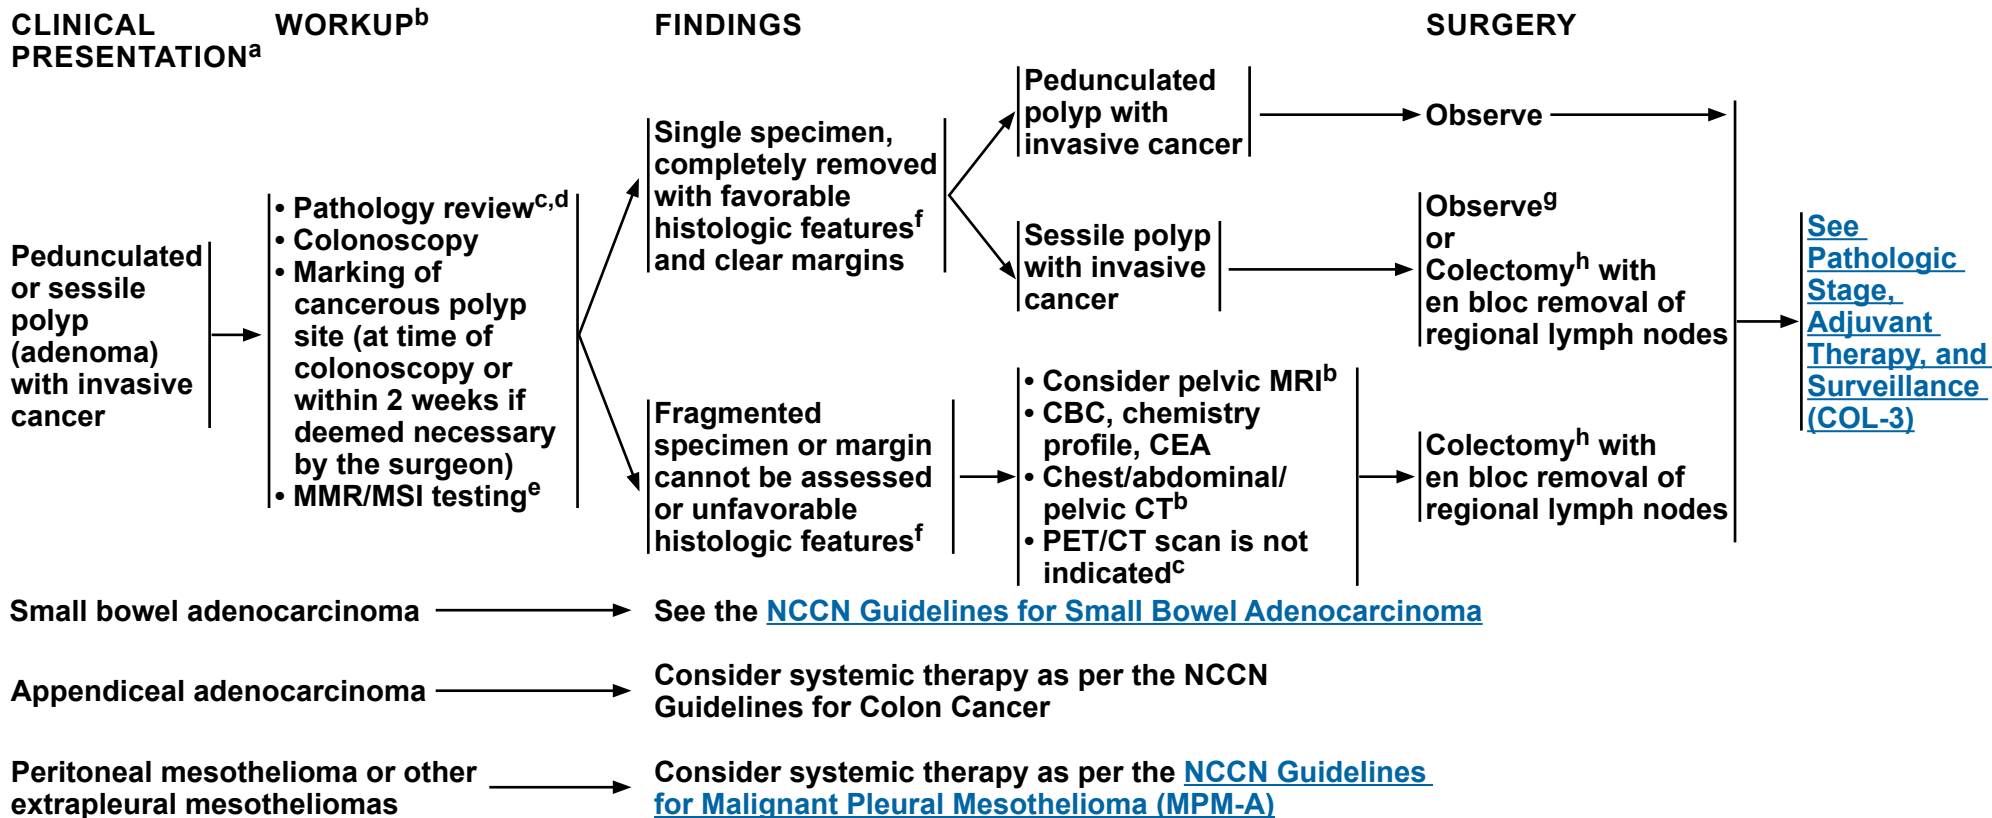 CLINICAL
PRESENTATIONa
WORKUPb
FINDINGS
SURGERY
Pedunculated
or sessile
polyp
(adenoma)
with invasive
cancer
• Pathology reviewc,d
• Colonoscopy
• Marking of
cancerous polyp
site (at time of
colonoscopy or
within 2 weeks if
deemed necessary
by the surgeon)
• MMR/MSI testinge
Single specimen,
completely removed
with favorable
histologic featuresf
and clear margins
Pedunculated
polyp with
invasive cancer
Observe
Sessile polyp
with invasive
cancer
Observeg
or
Colectomyh with
en bloc removal of
regional lymph nodes
Fragmented
specimen or margin
cannot be assessed
or unfavorable
histologic featuresf
• Consider pelvic MRIb
• CBC, chemistry
profile, CEA
• Chest/abdominal/
pelvic CTb
• PET/CT scan is not
indicatedc
Colectomyh with
en bloc removal of
regional lymph nodes
See
Pathologic
Stage,
Adjuvant
Therapy, and
Surveillance
(COL-3)
Small bowel adenocarcinoma
See the NCCN Guidelines for Small Bowel Adenocarcinoma
Appendiceal adenocarcinoma
Consider systemic therapy as per the NCCN
Guidelines for Colon Cancer
Peritoneal mesothelioma or other
extrapleural mesotheliomas
Consider systemic therapy as per the NCCN Guidelines
for Malignant Pleural Mesothelioma (MPM-A)